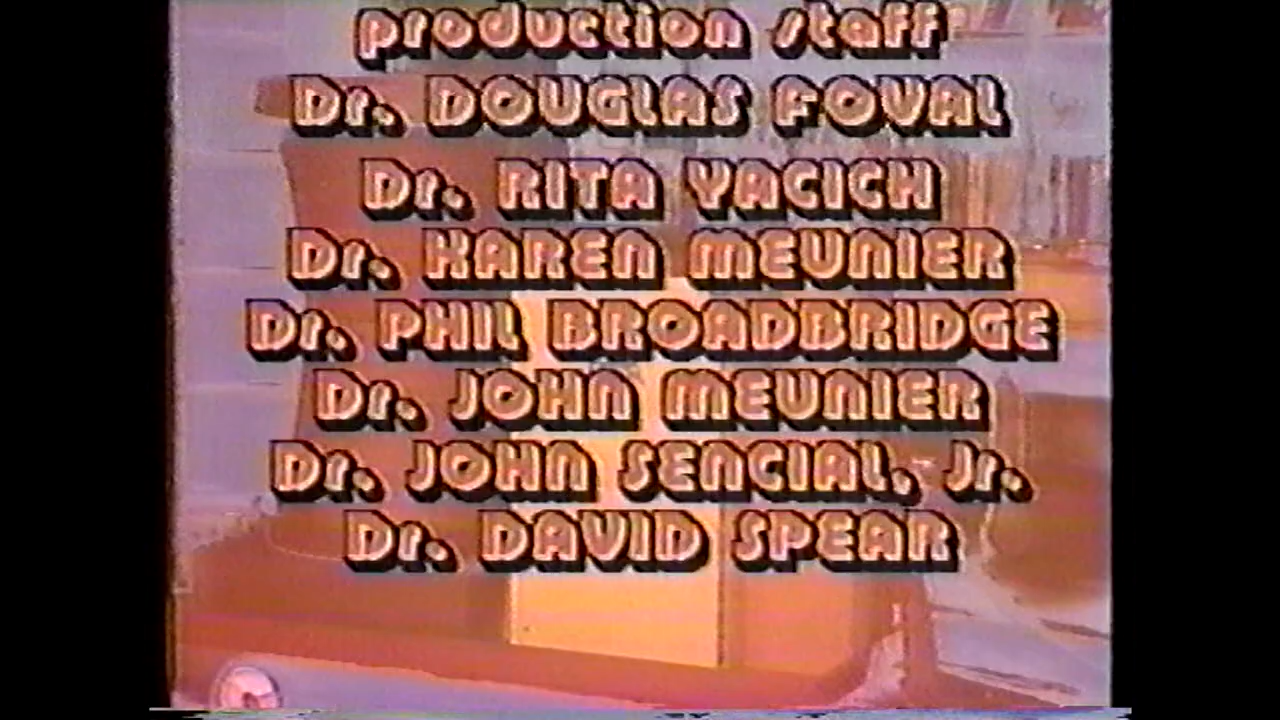 production staff
Dr. DOUGLAS FOVAL
Dr. RITA YACICH
Dr. KAREN MEUNIER
Dr. PHIL BROADBRIDGE
Dr. JOHN MEUNIER
Dr. JOHN SENCIAL, Jr.
Dr. DAVID SPEAR